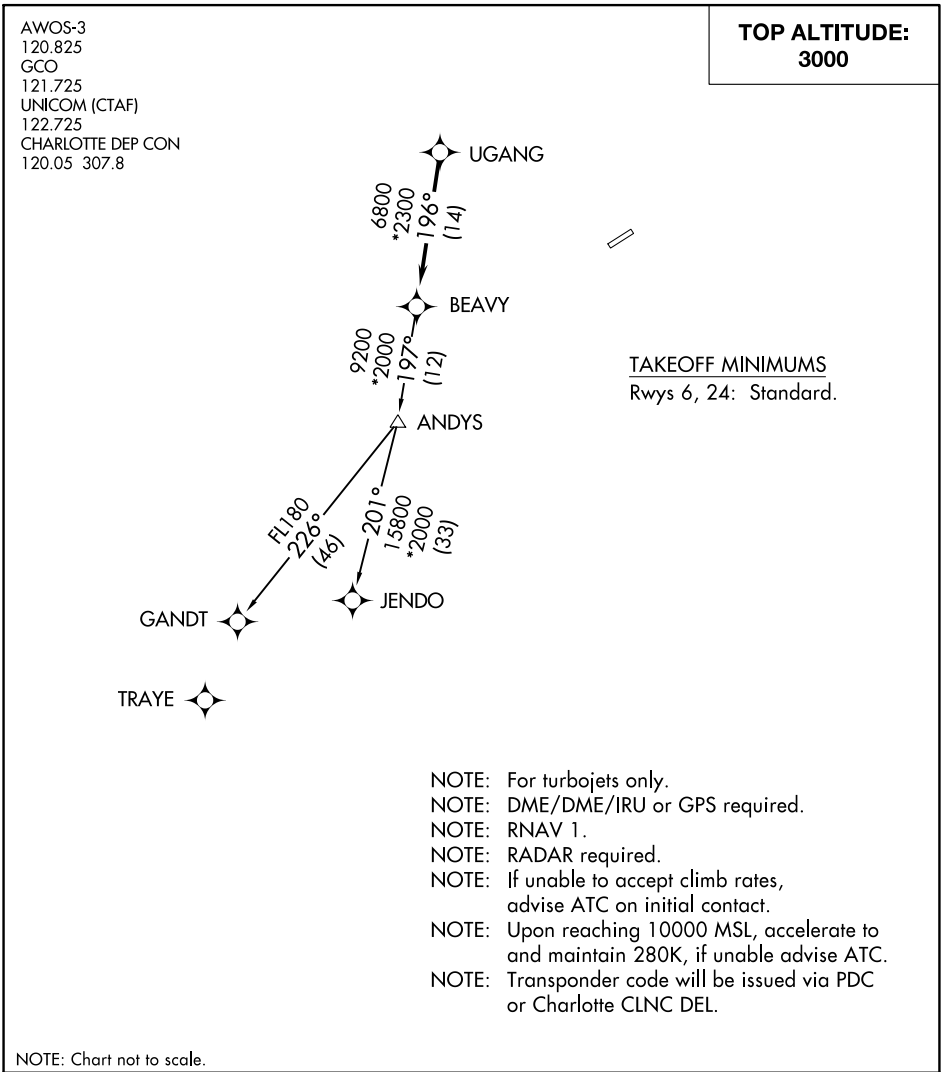 AWOS-3
120.825
GCO
121.725
UNICOM (CTAF)
122.725
CHARLOTTE DEP CON
120.05 307.8
TOP ALTITUDE:
3000
UGANG
6800
*2300
196°
(14)
BEAVY
9200
*2000
197°
(12)
TAKEOFF MINIMUMS
Rwys 6, 24: Standard.
ANDYS
FL180
226°
(46)
201°
15800
*2000
(33)
JENDO
GANDT
TRAYE
NOTE: For turbojets only.
NOTE: DME/DME/IRU or GPS required.
NOTE: RNAV 1.
NOTE: RADAR required.
NOTE: If unable to accept climb rates,
advise ATC on initial contact.
NOTE: Upon reaching 10000 MSL, accelerate to
and maintain 280K, if unable advise ATC.
NOTE: Transponder code will be issued via PDC
or Charlotte CLNC DEL.
NOTE: Chart not to scale.